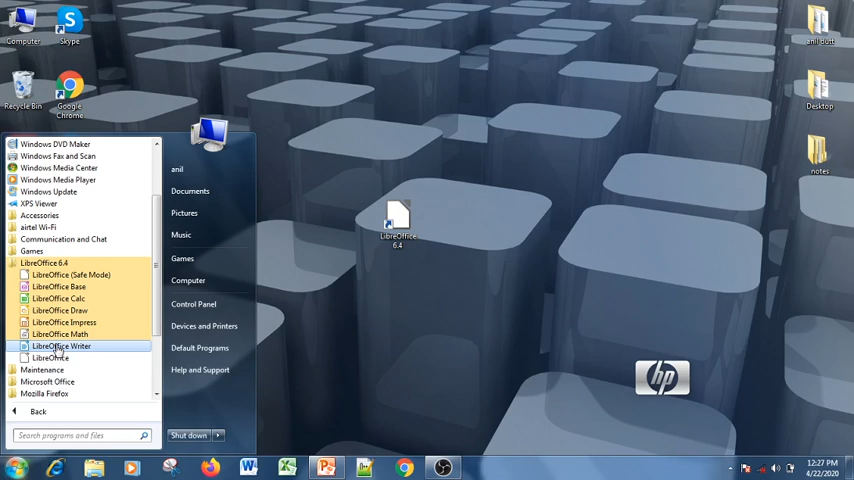 Computer
Skype
Recycle Bin
Google
Chrome
anil butt
Desktop
notes
LibreOffice
6.4
Windows DVD Maker
Windows Fax and Scan
Windows Media Center
Windows Media Player
Windows Update
XPS Viewer
Accessories
airtel Wi-Fi
Communication and Chat
Games
LibreOffice 6.4
LibreOffice (Safe Mode)
LibreOffice Base
LibreOffice Calc
LibreOffice Draw
LibreOffice Impress
LibreOffice Math
LibreOffice Writer
LibreOffice
Maintenance
Microsoft Office
Mozilla Firefox
Back
Search programs and files
anil
Documents
Pictures
Music
Games
Computer
Control Panel
Devices and Printers
Default Programs
Help and Support
Shut down
hp
12:27 PM
4/22/2020